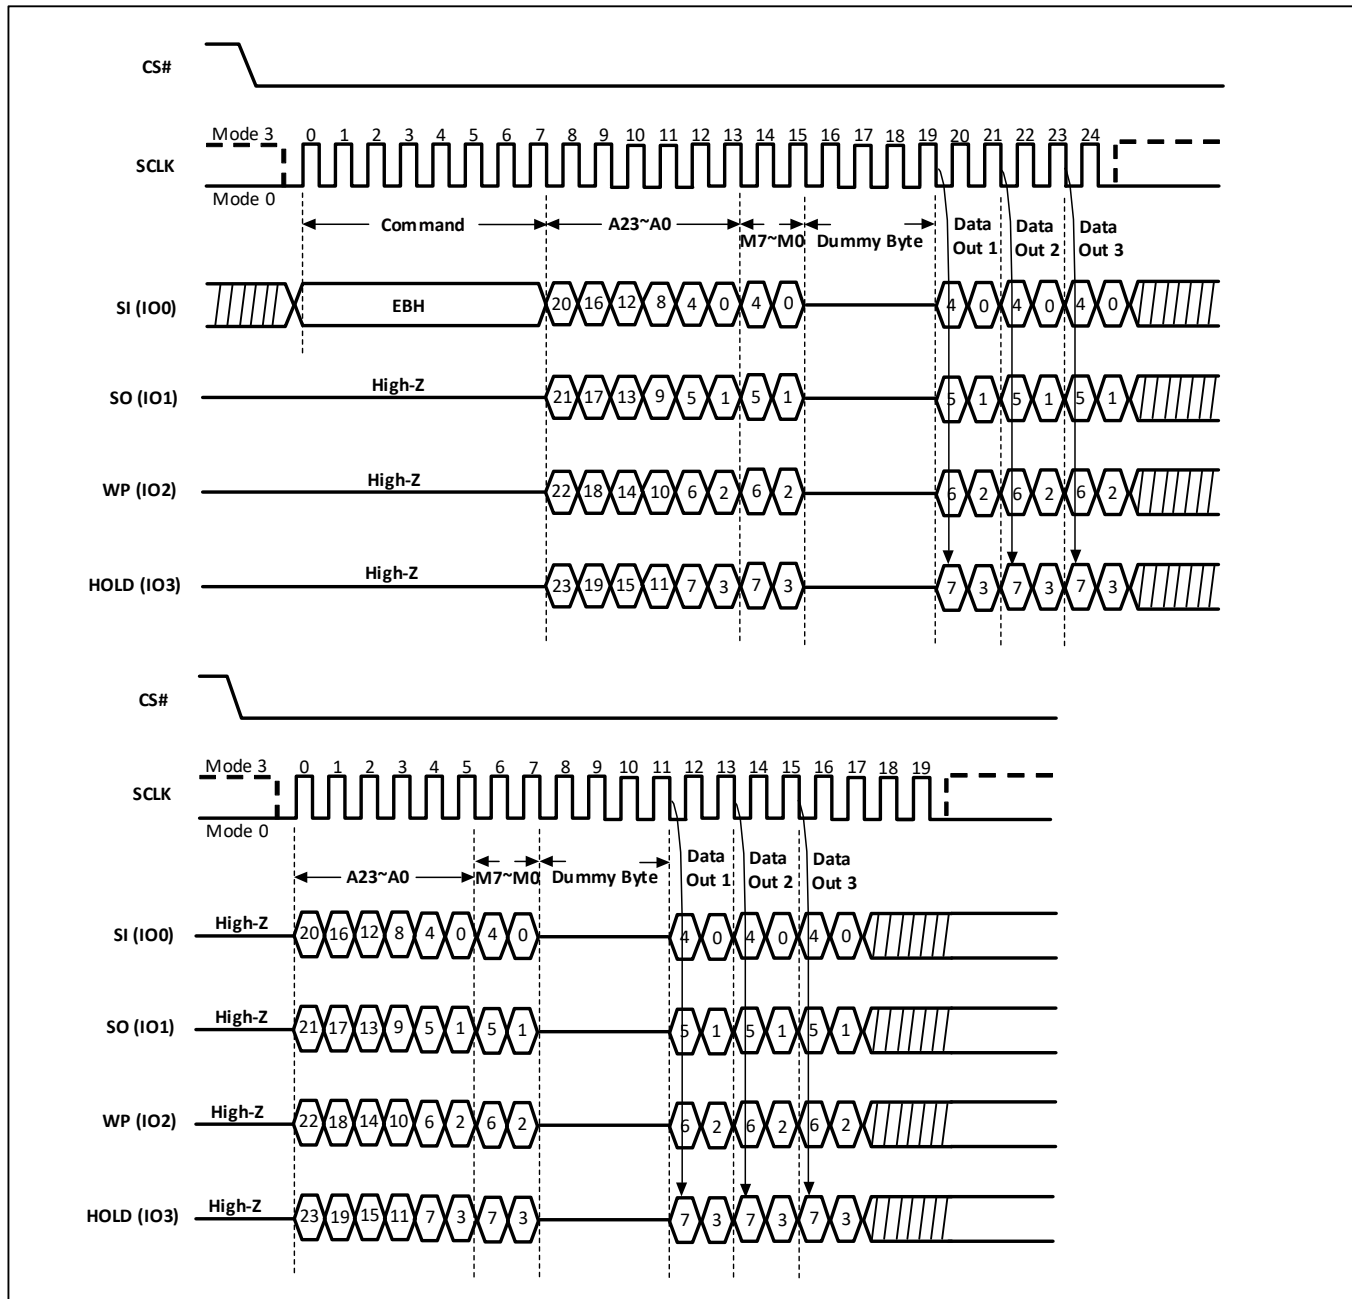 CS#
Mode 3 0 1 2 3 4 5 6 7 8 9 10 11 12 13 14 15 16 17 18 19 20 21 22 23 24
SCLK
Mode 0
Command A23~A0 M7~M0 Dummy Byte Data Out 1 Data Out 2 Data Out 3
SI (IO0) EBH 20 16 12 8 4 0 4 0 4 0 4 0 4 0
SO (IO1) High-Z 21 17 13 9 5 1 5 1 5 1 5 1 5 1
WP (IO2) High-Z 22 18 14 10 6 2 6 2 6 2 6 2 6 2
HOLD (IO3) High-Z 23 19 15 11 7 3 7 3 7 3 7 3 7 3
CS#
Mode 3 0 1 2 3 4 5 6 7 8 9 10 11 12 13 14 15 16 17 18 19
SCLK
Mode 0
A23~A0 M7~M0 Dummy Byte Data Out 1 Data Out 2 Data Out 3
SI (IO0) High-Z 20 16 12 8 4 0 4 0 4 0 4 0 4 0
SO (IO1) High-Z 21 17 13 9 5 1 5 1 5 1 5 1 5 1
WP (IO2) High-Z 22 18 14 10 6 2 6 2 6 2 6 2 6 2
HOLD (IO3) High-Z 23 19 15 11 7 3 7 3 7 3 7 3 7 3